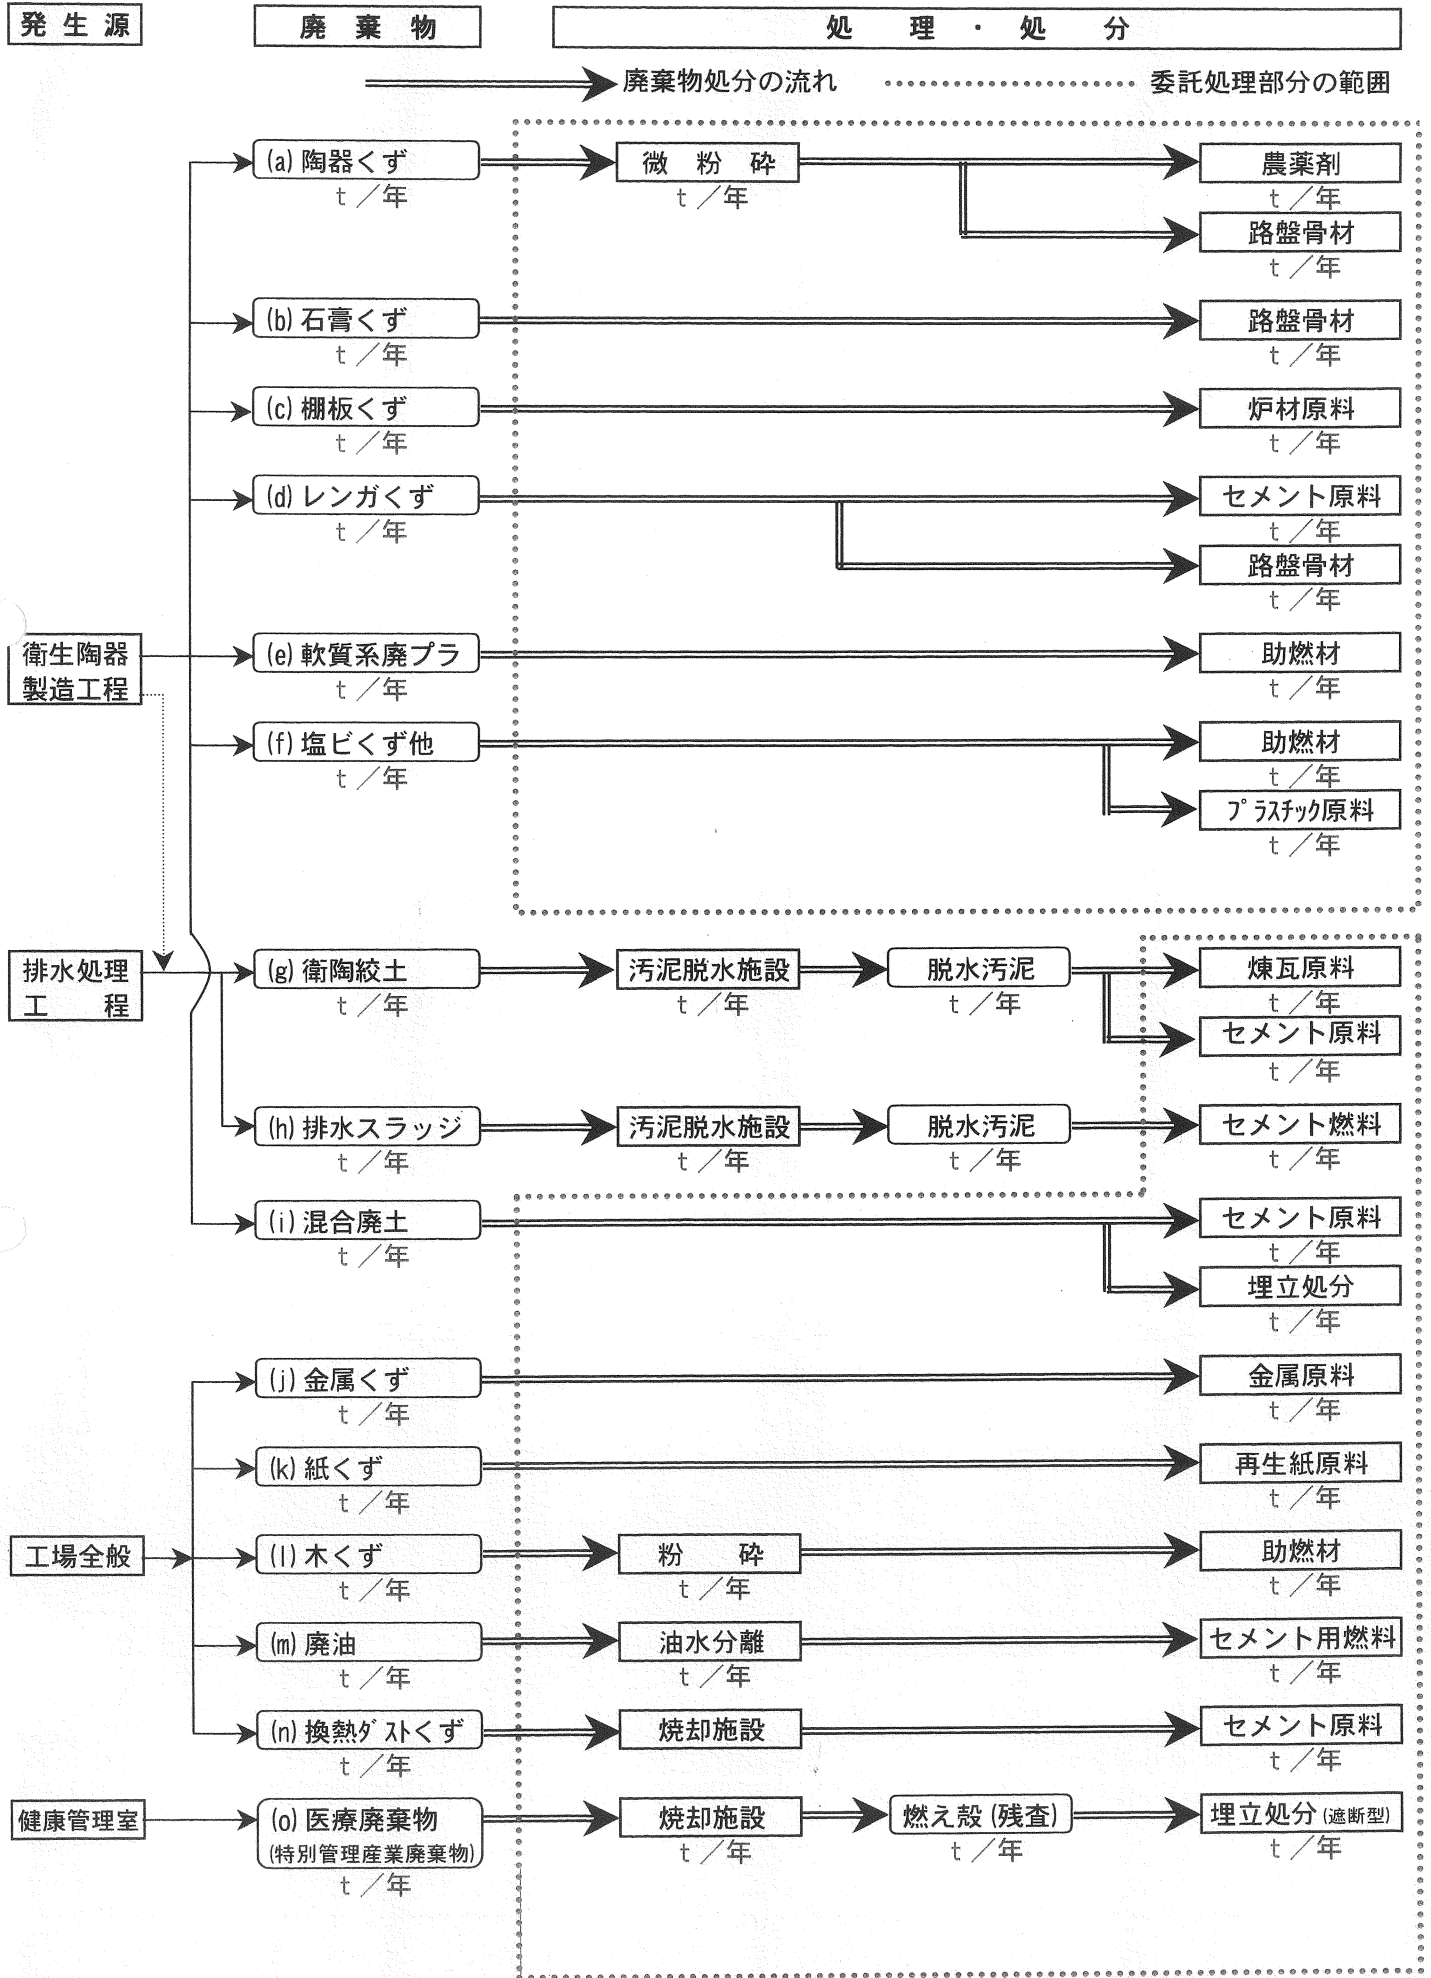 発生源
廃棄物
処理・処分
廃棄物処分の流れ
委託処理部分の範囲
(a) 陶器くず
t ／年
微粉砕
t ／年
農薬剤
t ／年
路盤骨材
t ／年
(b) 石膏くず
t ／年
路盤骨材
t ／年
(c) 棚板くず
t ／年
炉材原料
t ／年
(d) レンガくず
t ／年
セメント原料
t ／年
路盤骨材
t ／年
衛生陶器
製造工程
(e) 軟質系廃プラ
t ／年
助燃材
t ／年
(f) 塩ビくず他
t ／年
助燃材
t ／年
ﾌﾟﾗｽﾁｯｸ原料
t ／年
排水処理
工程
(g) 衛陶絞土
t ／年
汚泥脱水施設
t ／年
脱水汚泥
t ／年
煉瓦原料
t ／年
セメント原料
t ／年
(h) 排水スラッジ
t ／年
汚泥脱水施設
t ／年
脱水汚泥
t ／年
セメント燃料
t ／年
(i) 混合廃土
t ／年
セメント原料
t ／年
埋立処分
t ／年
(j) 金属くず
t ／年
金属原料
t ／年
(k) 紙くず
t ／年
再生紙原料
t ／年
工場全般
(l) 木くず
t ／年
粉砕
t ／年
助燃材
t ／年
(m) 廃油
t ／年
油水分離
t ／年
セメント用燃料
t ／年
(n) 換熱ﾀﾞｽﾄくず
t ／年
焼却施設
セメント原料
t ／年
健康管理室
(o) 医療廃棄物
(特別管理産業廃棄物)
t ／年
焼却施設
t ／年
燃え殻 (残査)
t ／年
埋立処分 (遮断型)
t ／年